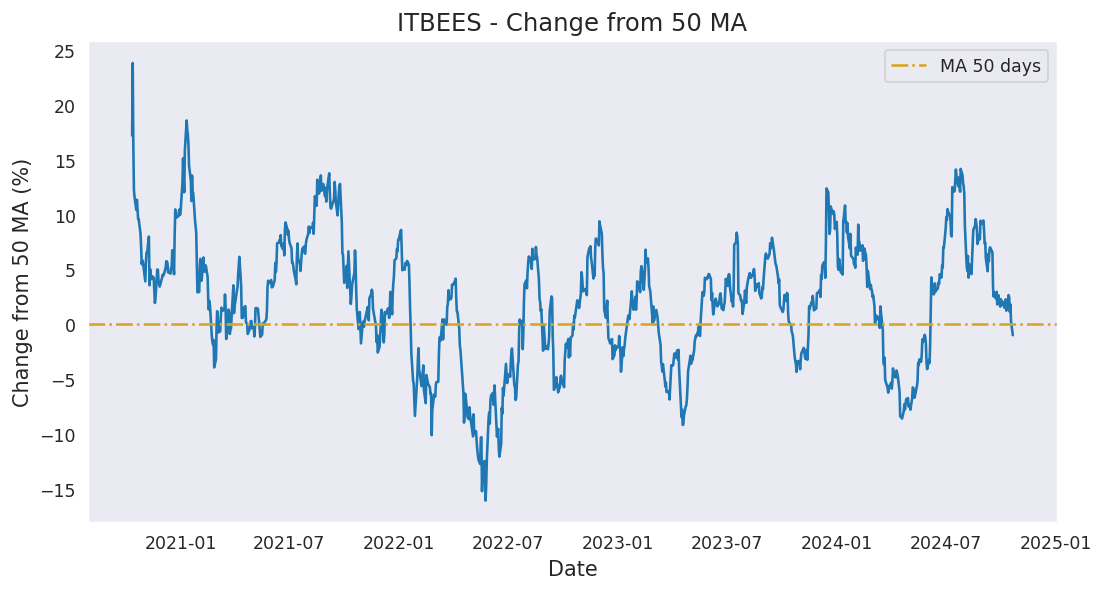 ITBEES - Change from 50 MA
MA 50 days
Change from 50 MA (%)
25
20
15
10
5
0
−5
−10
−15
2021-01 2021-07 2022-01 2022-07 2023-01 2023-07 2024-01 2024-07 2025-01
Date